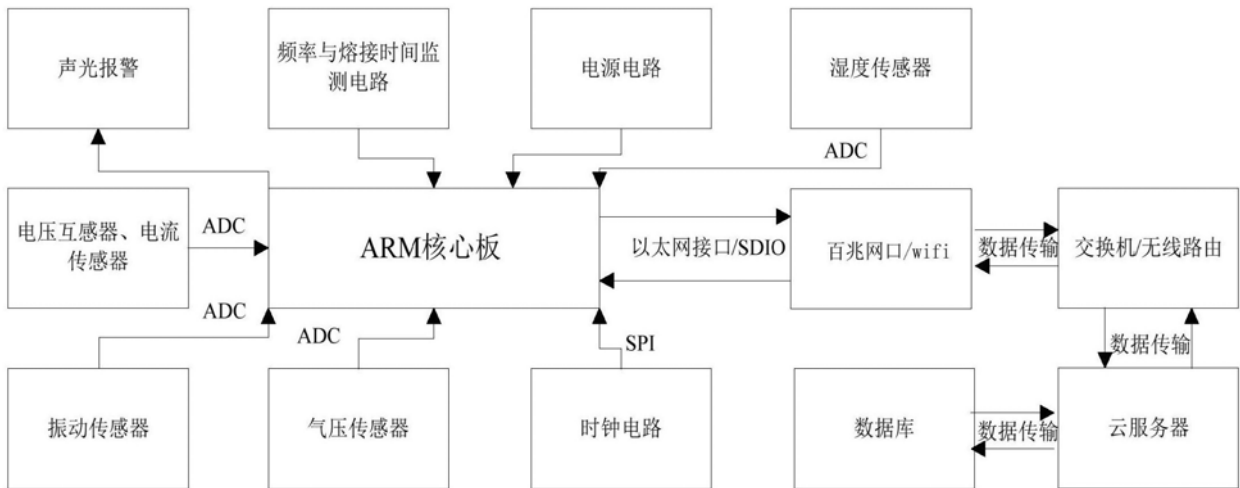 声光报警
频率与熔接时间监
测电路
电源电路
湿度传感器
ADC
电压互感器、电流
传感器
ADC
ARM核心板
以太网接口/SDIO
百兆网口/wifi
数据传输
交换机/无线路由
ADC
ADC
SPI
数据传输
振动传感器
气压传感器
时钟电路
数据库
数据传输
云服务器